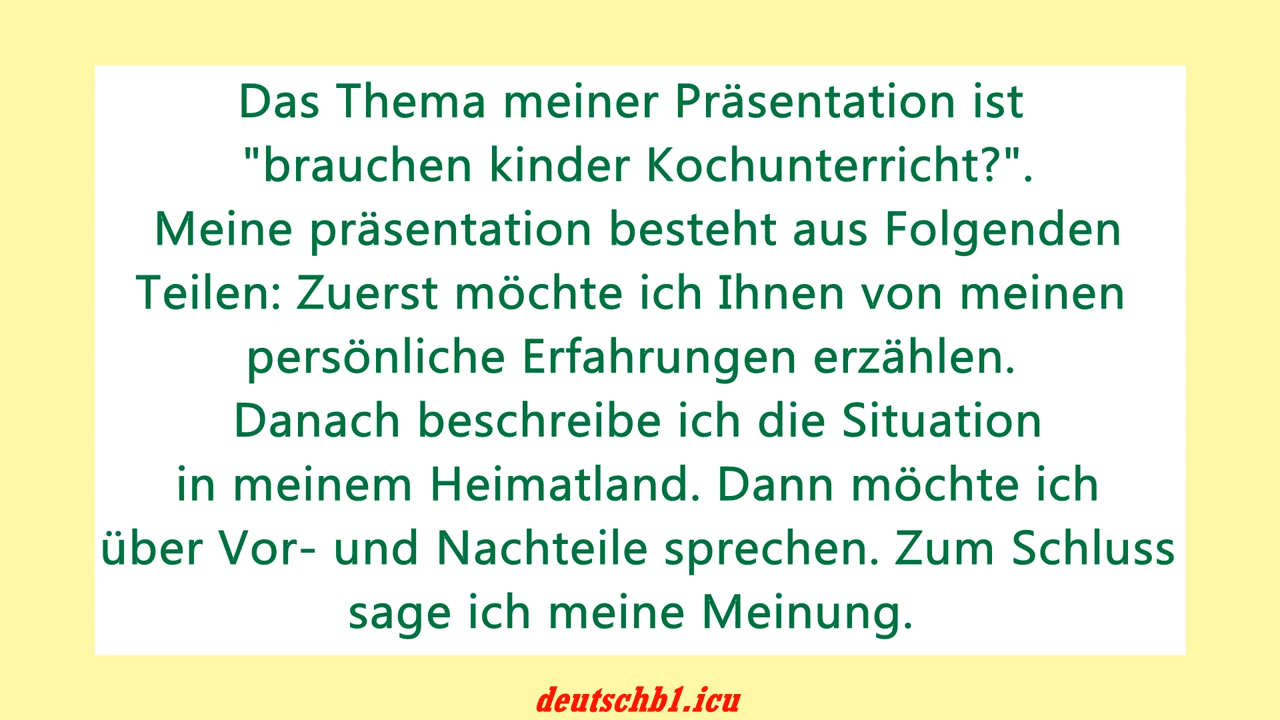 Das Thema meiner Präsentation ist
"brauchen kinder Kochunterricht?".
Meine präsentation besteht aus Folgenden
Teilen: Zuerst möchte ich Ihnen von meinen
persönliche Erfahrungen erzählen.
Danach beschreibe ich die Situation
in meinem Heimatland. Dann möchte ich
über Vor- und Nachteile sprechen. Zum Schluss
sage ich meine Meinung.
deutschb1.icu